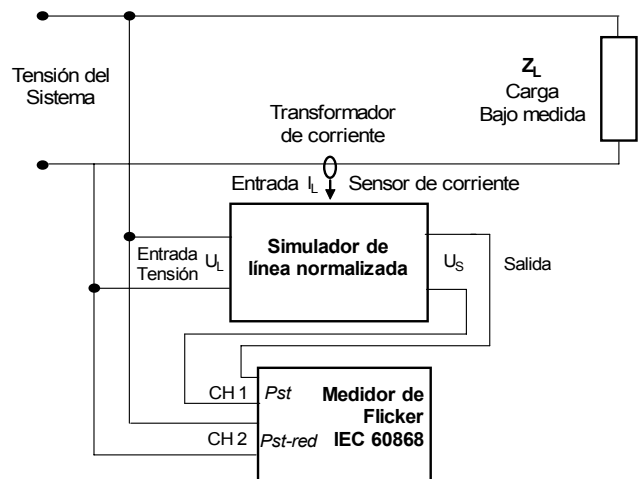 Tensión del
Sistema
Z_L
Carga
Bajo medida
Transformador
de corriente
Entrada I_L Sensor de corriente
Entrada
Tensión U_L
Simulador de
línea normalizada
U_S Salida
CH 1 Pst
CH 2 Pst-red
Medidor de
Flicker
IEC 60868